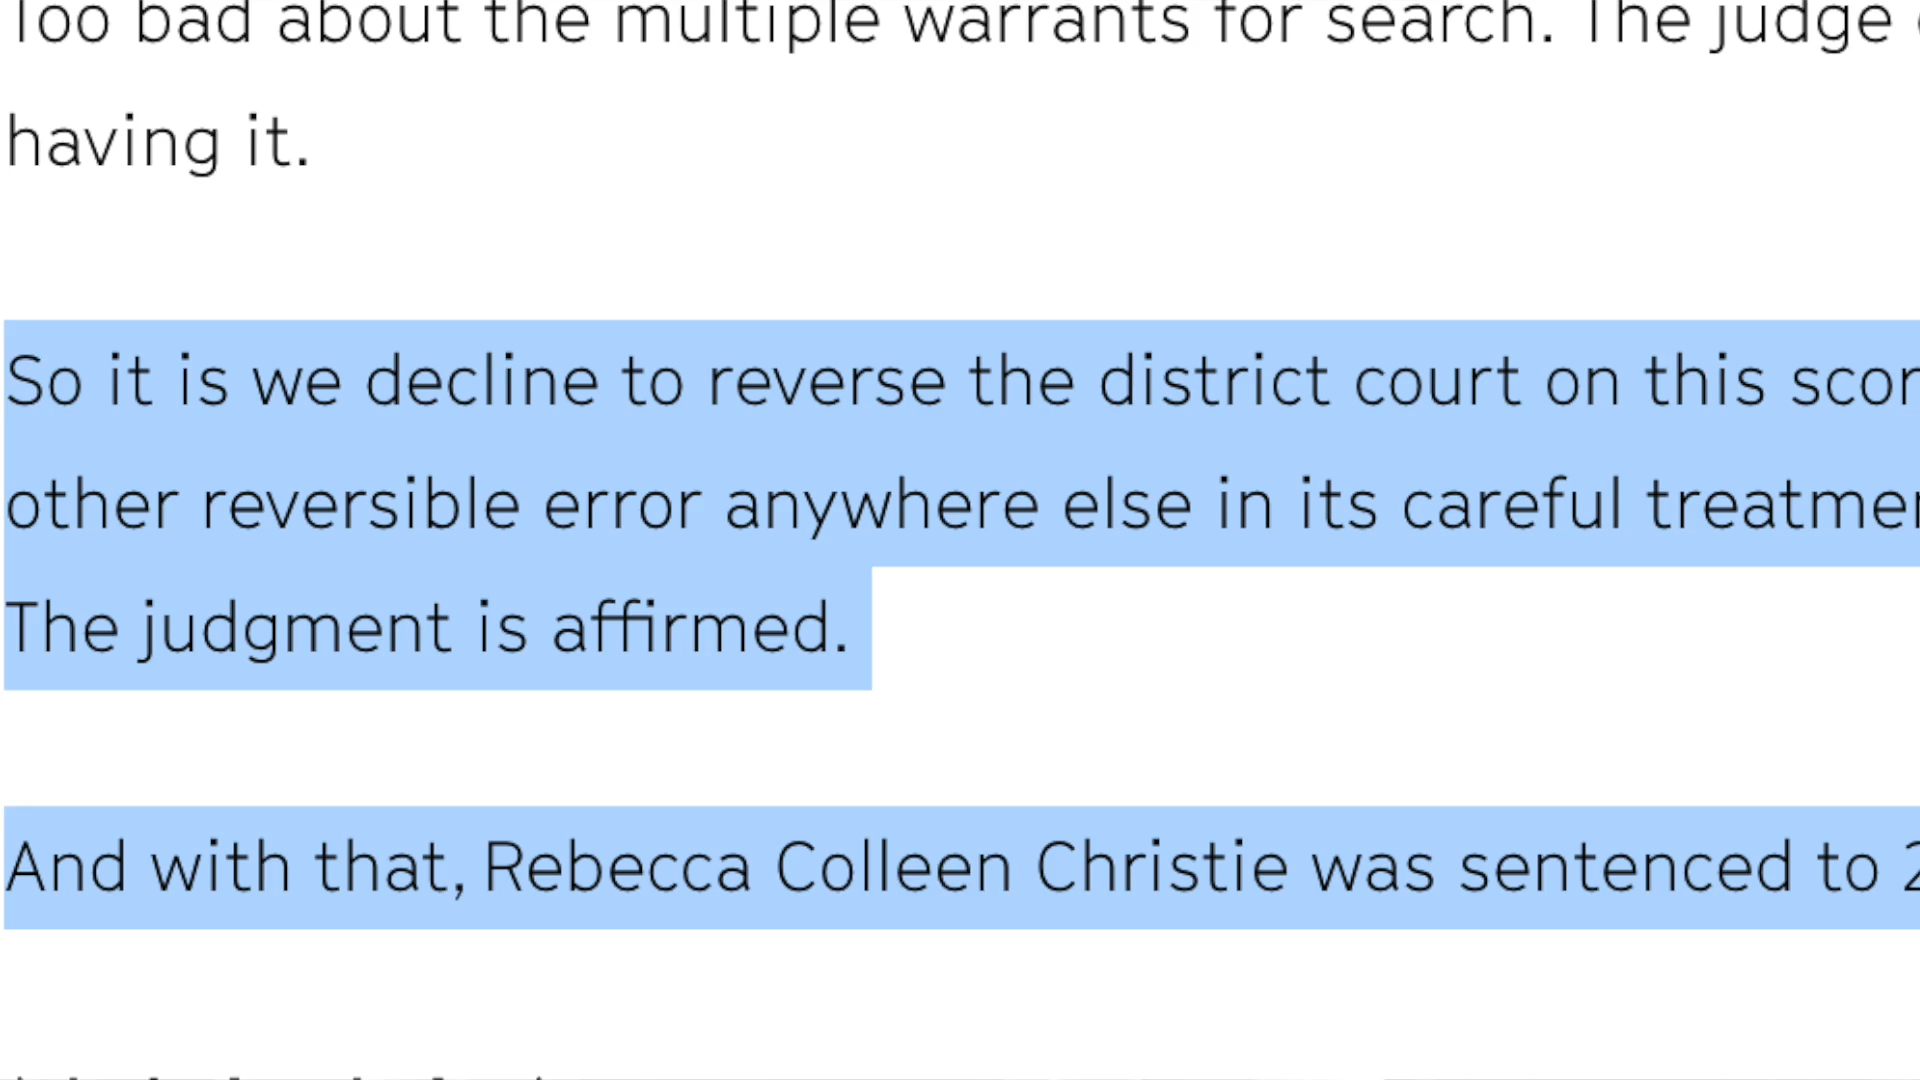 Too bad about the multiple warrants for search. The judge
having it.
So it is we decline to reverse the district court on this
other reversible error anywhere else in its careful
The judgment is affirmed.
And with that, Rebecca Colleen Christie was sentenced to